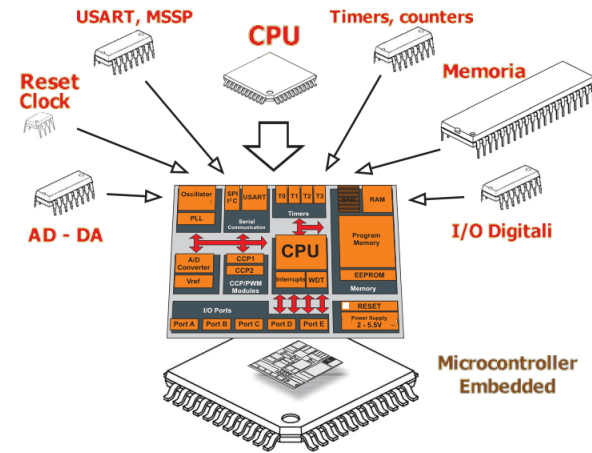 USART, MSSP
CPU
Timers, counters
Reset
Clock
Memoria
AD - DA
I/O Digitali
Oscillator
PLL
SPI
I²C
USART
Serial
Communication
T0 T1 T2 T3
Timers
RAM
Program
Memory
EEPROM
Memory
A/D
Converter
Vref
CCP1
CCP2
CCP/PWM
Modules
CPU
Interrupts
WDT
I/O Ports
Port A
Port B
Port C
Port D
Port E
RESET
Power Supply
2 - 5.5V
Microcontroller
Embedded